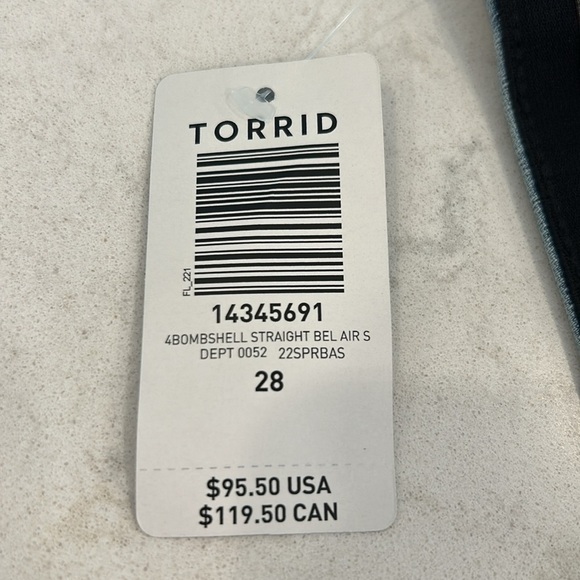 TORRID
FL_221
14345691
4BOMBSHELL STRAIGHT BEL AIR S
DEPT 0052 22SPRBAS
28
$95.50 USA
$119.50 CAN